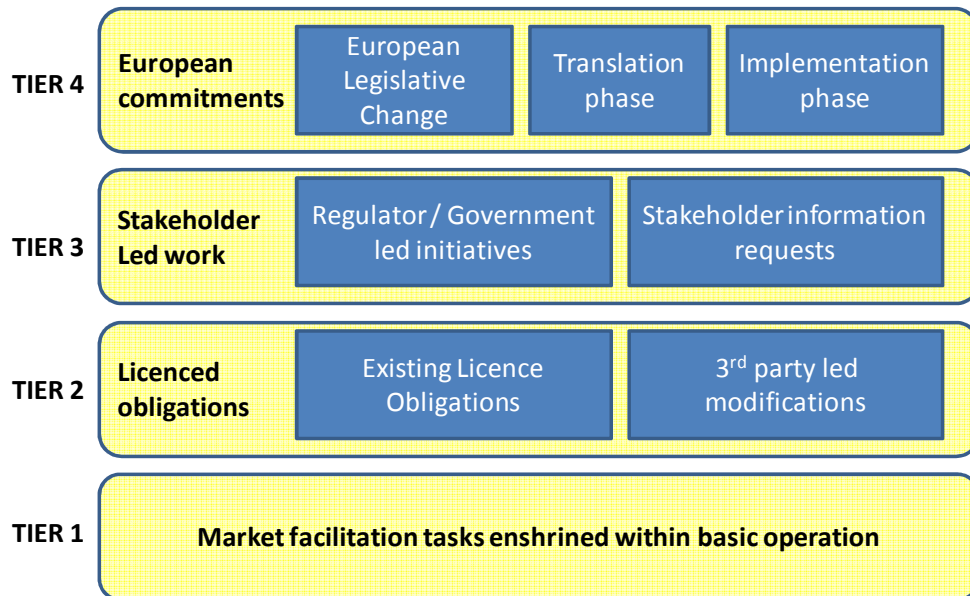 TIER 4
European
commitments
European
Legislative
Change
Translation
phase
Implementation
phase
TIER 3
Stakeholder
Led work
Regulator / Government
led initiatives
Stakeholder information
requests
TIER 2
Licenced
obligations
Existing Licence
Obligations
3rd party led
modifications
TIER 1
Market facilitation tasks enshrined within basic operation